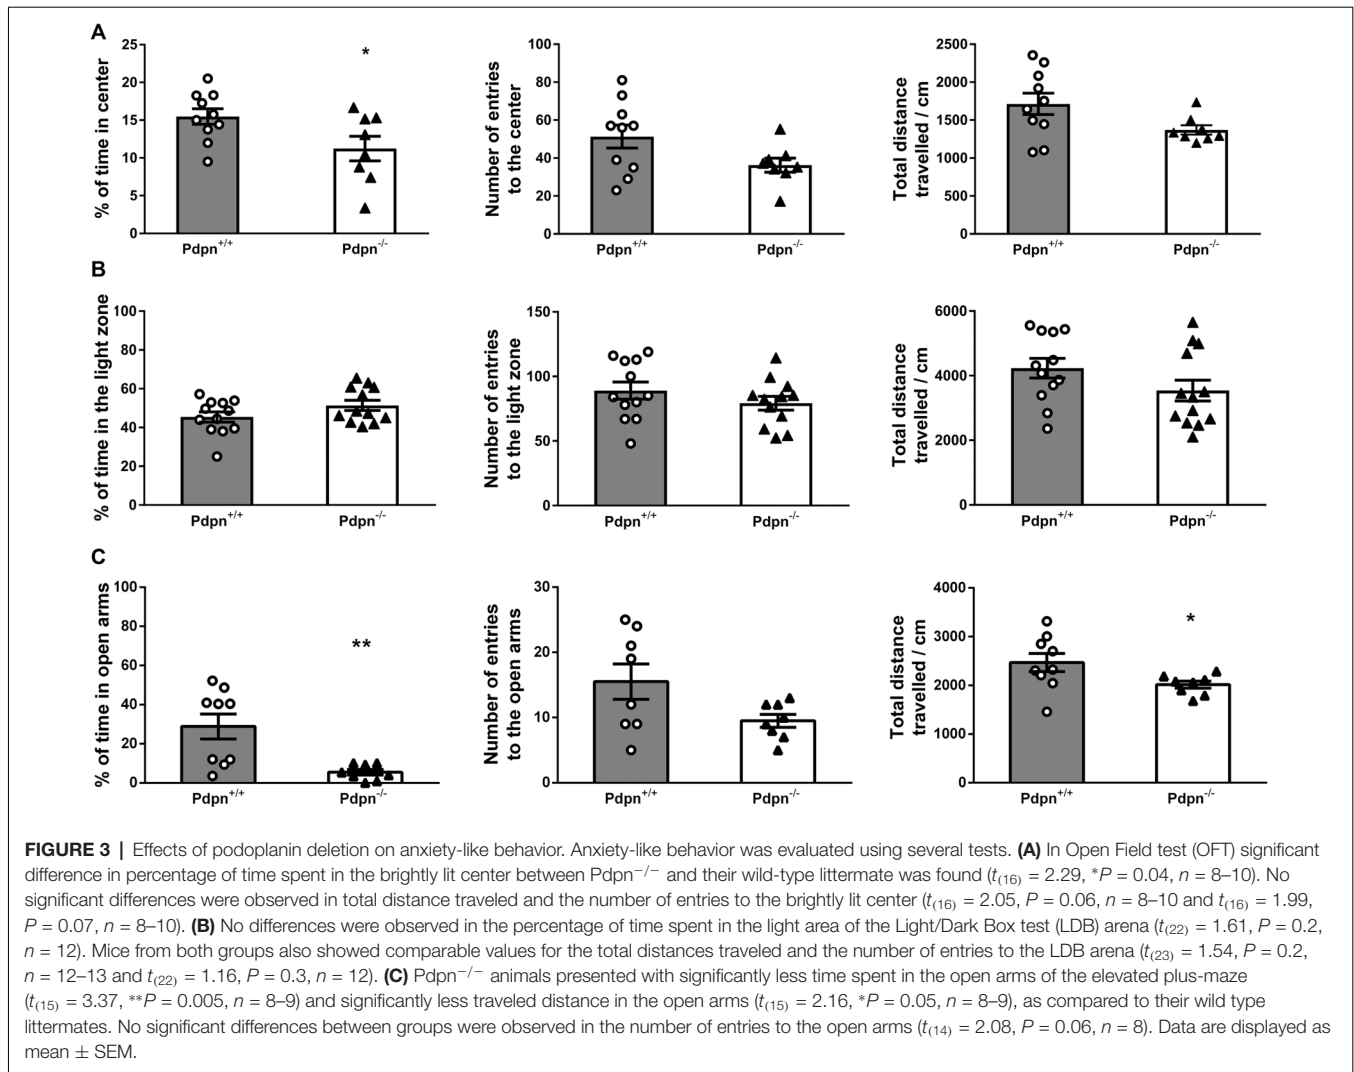 A
% of time in center
25
20
15
10
5
0
*
Pdpn+/+
Pdpn-/-
Number of entries
to the center
100
80
60
40
20
0
Pdpn+/+
Pdpn-/-
Total distance
travelled / cm
2500
2000
1500
1000
500
0
Pdpn+/+
Pdpn-/-
B
% of time in the light zone
100
80
60
40
20
0
Pdpn+/+
Pdpn-/-
Number of entries
to the light zone
150
100
50
0
Pdpn+/+
Pdpn-/-
Total distance
travelled / cm
6000
4000
2000
0
Pdpn+/+
Pdpn-/-
C
% of time in open arms
100
80
60
40
20
0
**
Pdpn+/+
Pdpn-/-
Number of entries
to the open arms
30
20
10
0
Pdpn+/+
Pdpn-/-
Total distance
travelled / cm
4000
3000
2000
1000
0
*
Pdpn+/+
Pdpn-/-
FIGURE 3 | Effects of podoplanin deletion on anxiety-like behavior. Anxiety-like behavior was evaluated using several tests. (A) In Open Field test (OFT) significant
difference in percentage of time spent in the brightly lit center between Pdpn−/− and their wild-type littermate was found (t(16) = 2.29, *P = 0.04, n = 8–10). No
significant differences were observed in total distance traveled and the number of entries to the brightly lit center (t(16) = 2.05, P = 0.06, n = 8–10 and t(16) = 1.99,
P = 0.07, n = 8–10). (B) No differences were observed in the percentage of time spent in the light area of the Light/Dark Box test (LDB) arena (t(22) = 1.61, P = 0.2,
n = 12). Mice from both groups also showed comparable values for the total distances traveled and the number of entries to the LDB arena (t(23) = 1.54, P = 0.2,
n = 12–13 and t(22) = 1.16, P = 0.3, n = 12). (C) Pdpn−/− animals presented with significantly less time spent in the open arms of the elevated plus-maze
(t(15) = 3.37, **P = 0.005, n = 8–9) and significantly less traveled distance in the open arms (t(15) = 2.16, *P = 0.05, n = 8–9), as compared to their wild type
littermates. No significant differences between groups were observed in the number of entries to the open arms (t(14) = 2.08, P = 0.06, n = 8). Data are displayed as
mean ± SEM.